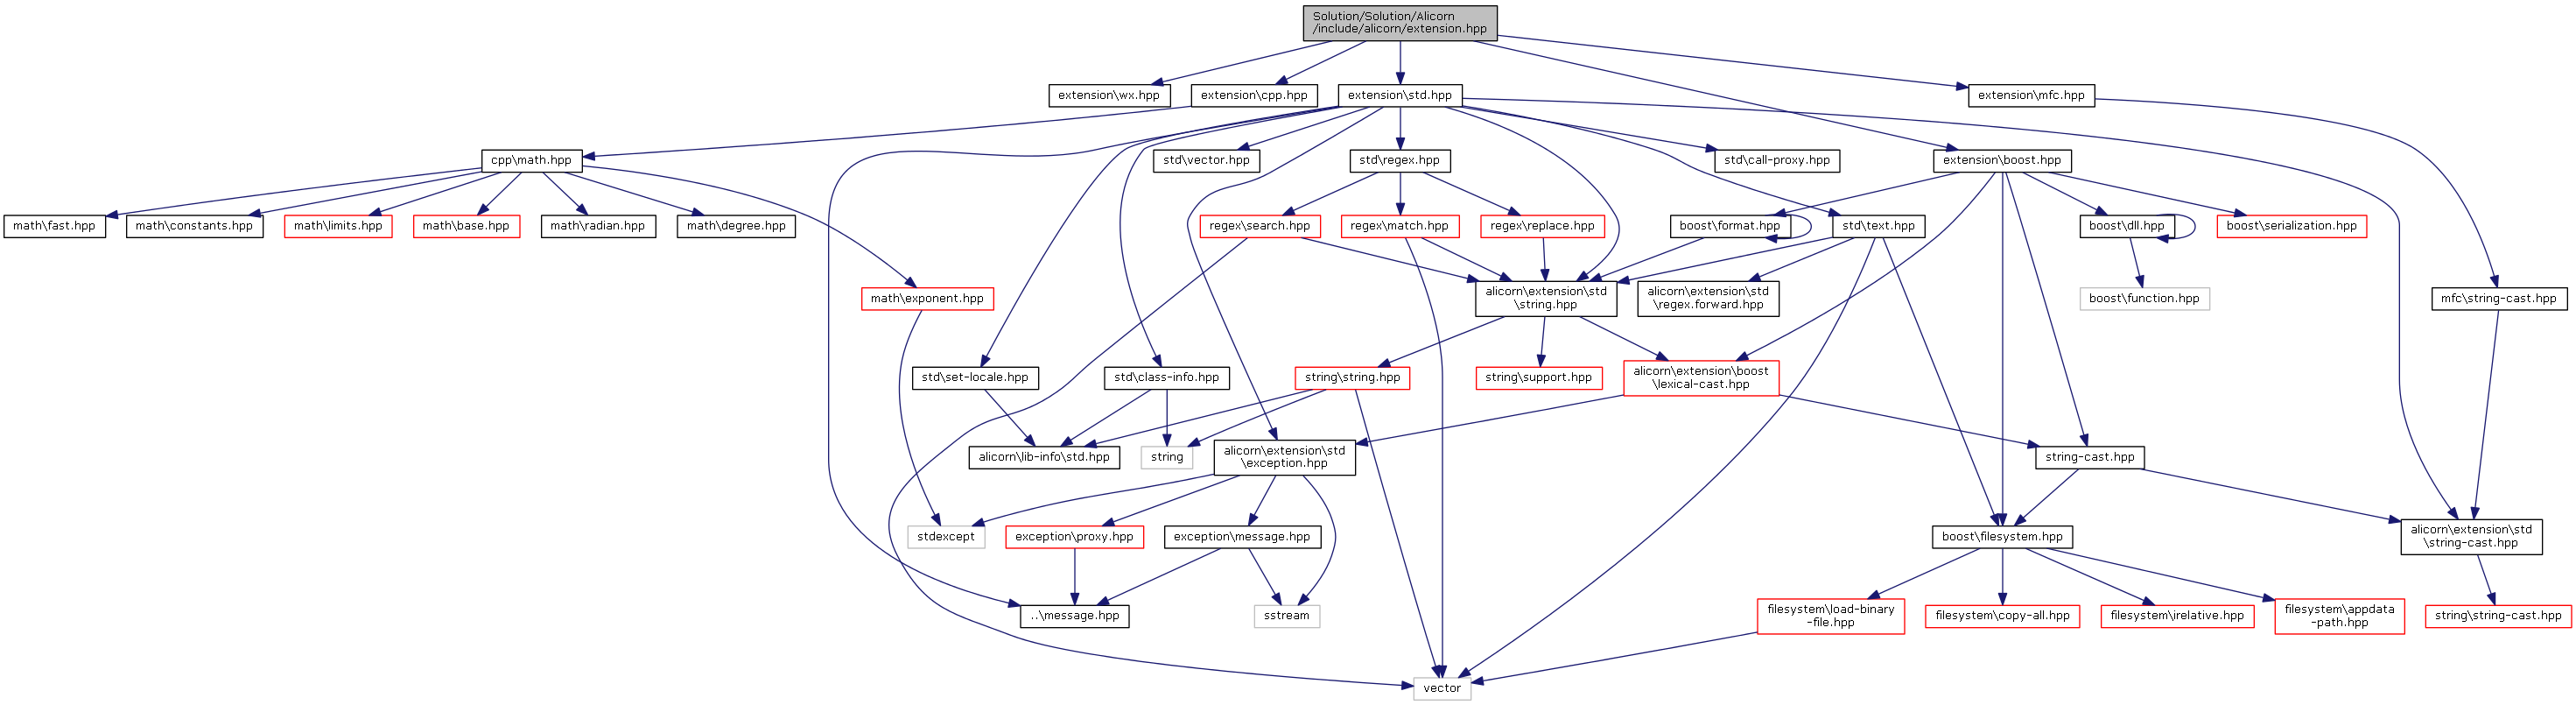 Solution/Solution/Alicorn
/include/alicorn/extension.hpp
extension\wx.hpp
extension\cpp.hpp
extension\std.hpp
extension\mfc.hpp
cpp\math.hpp
std\vector.hpp
std\regex.hpp
std\call-proxy.hpp
extension\boost.hpp
math\fast.hpp
math\constants.hpp
math\limits.hpp
math\base.hpp
math\radian.hpp
math\degree.hpp
regex\search.hpp
regex\match.hpp
regex\replace.hpp
boost\format.hpp
std\text.hpp
boost\dll.hpp
boost\serialization.hpp
math\exponent.hpp
alicorn\extension\std
\string.hpp
alicorn\extension\std
\regex.forward.hpp
boost\function.hpp
mfc\string-cast.hpp
std\set-locale.hpp
std\class-info.hpp
string\string.hpp
string\support.hpp
alicorn\extension\boost
\lexical-cast.hpp
alicorn\lib-info\std.hpp
string
alicorn\extension\std
\exception.hpp
string-cast.hpp
stdexcept
exception\proxy.hpp
exception\message.hpp
boost\filesystem.hpp
alicorn\extension\std
\string-cast.hpp
..\message.hpp
sstream
filesystem\load-binary
-file.hpp
filesystem\copy-all.hpp
filesystem\irelative.hpp
filesystem\appdata
-path.hpp
string\string-cast.hpp
vector